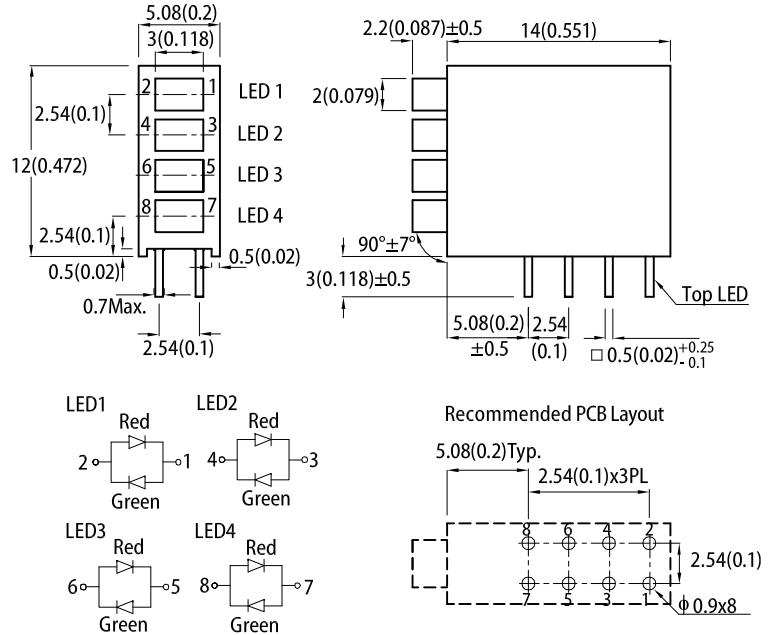 5.08(0.2)
3(0.118)
2 1 LED 1
2.54(0.1)
4 3 LED 2
12(0.472)
6 5 LED 3
8 7 LED 4
2.54(0.1)
0.5(0.02)
0.5(0.02)
0.7Max.
2.54(0.1)
2.2(0.087)±0.5
14(0.551)
2(0.079)
90°±7°
3(0.118)±0.5
Top LED
5.08(0.2)
±0.5
2.54
(0.1)
□ 0.5(0.02)+0.25
- 0.1
LED1
Red
2 1
Green
LED2
Red
4 3
Green
LED3
Red
6 5
Green
LED4
Red
8 7
Green
Recommended PCB Layout
5.08(0.2)Typ.
2.54(0.1)x3PL
8 6 4 2
2.54(0.1)
7 5 3 1
ϕ 0.9x8